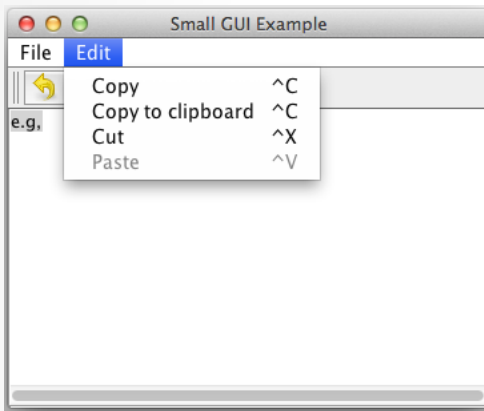 Small GUI Example
File Edit
Copy ^C
Copy to clipboard ^C
Cut ^X
Paste ^V
e.g,